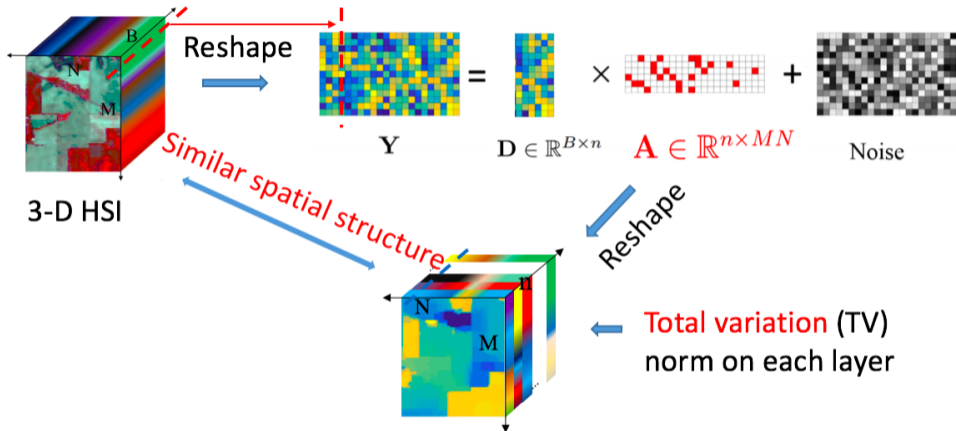 B
N
M
3-D HSI
Reshape
Y
=
D ∈ ℝ^{B×n}
×
A ∈ ℝ^{n×MN}
+
Noise
Similar spatial structure
Reshape
n
N
M
...
Total variation (TV)
norm on each layer